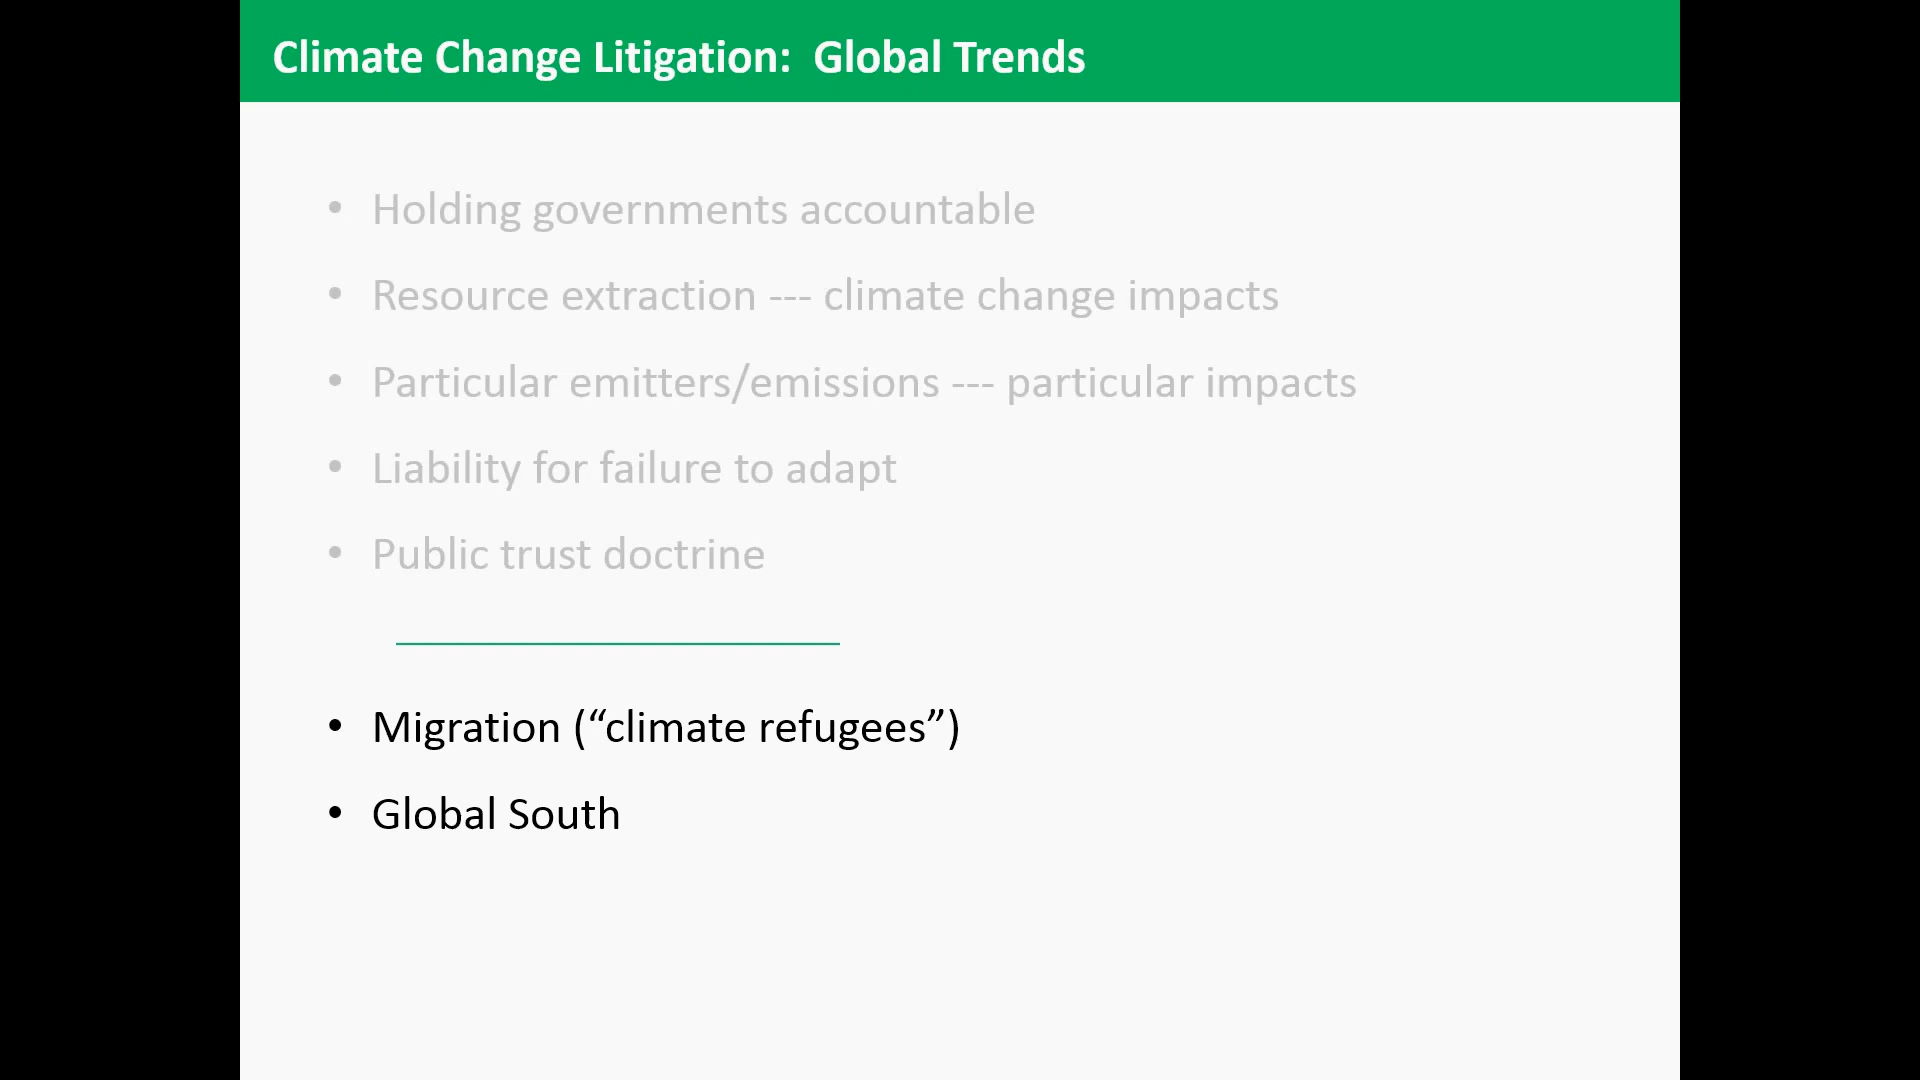 Climate Change Litigation:  Global Trends
• Holding governments accountable
• Resource extraction --- climate change impacts
• Particular emitters/emissions --- particular impacts
• Liability for failure to adapt
• Public trust doctrine
• Migration (“climate refugees”)
• Global South